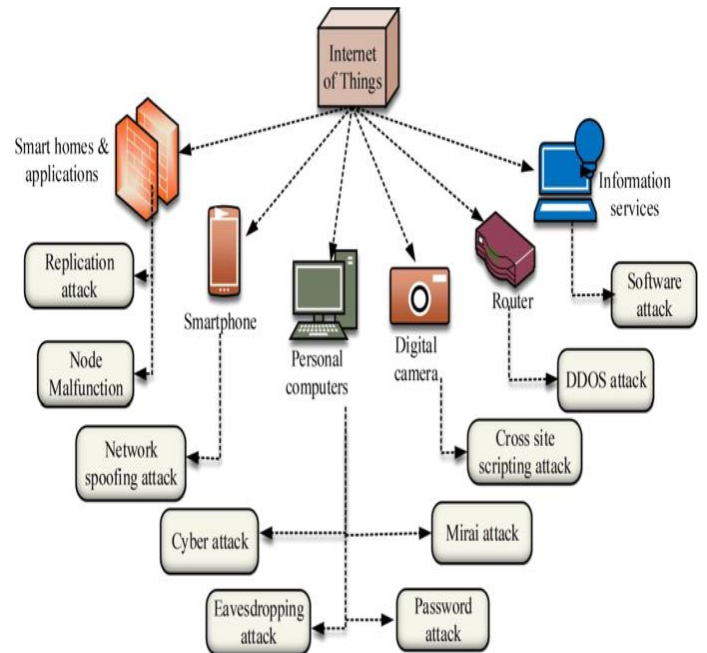 Internet
of Things
Smart homes &
applications
Information
services
Replication
attack
Smartphone
Personal
computers
Digital
camera
Router
Software
attack
Node
Malfunction
DDOS attack
Network
spoofing attack
Cross site
scripting attack
Cyber attack
Mirai attack
Eavesdropping
attack
Password
attack